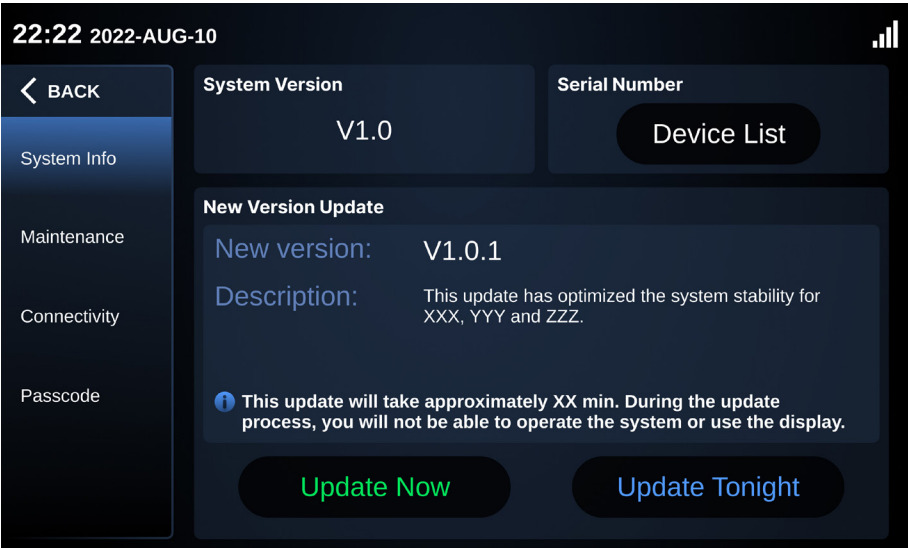 22:22 2022-AUG-10
BACK
System Info
Maintenance
Connectivity
Passcode
System Version
V1.0
Serial Number
Device List
New Version Update
New version: V1.0.1
Description: This update has optimized the system stability for
XXX, YYY and ZZZ.
This update will take approximately XX min. During the update
process, you will not be able to operate the system or use the display.
Update Now
Update Tonight